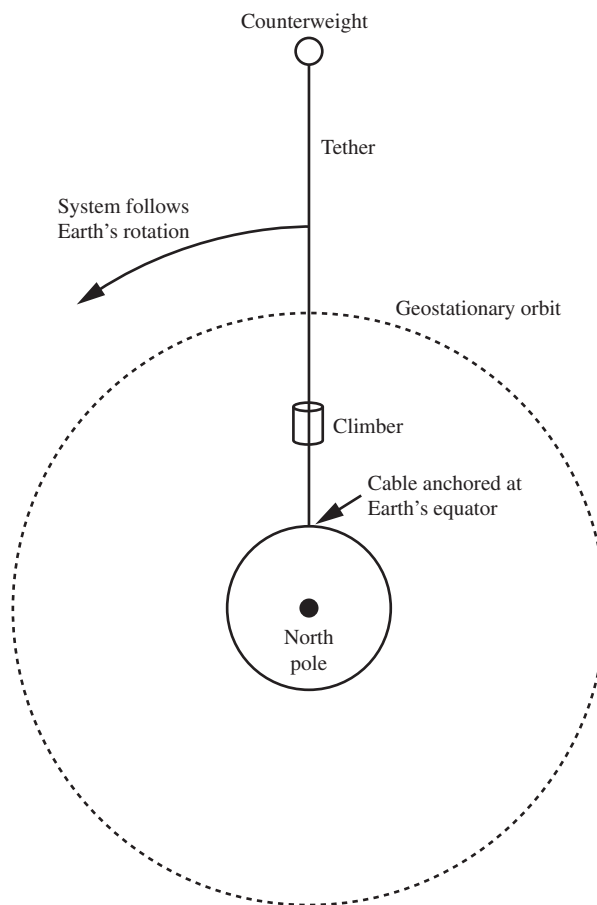 Counterweight
Tether
System follows
Earth's rotation
Geostationary orbit
Climber
Cable anchored at
Earth's equator
North
pole